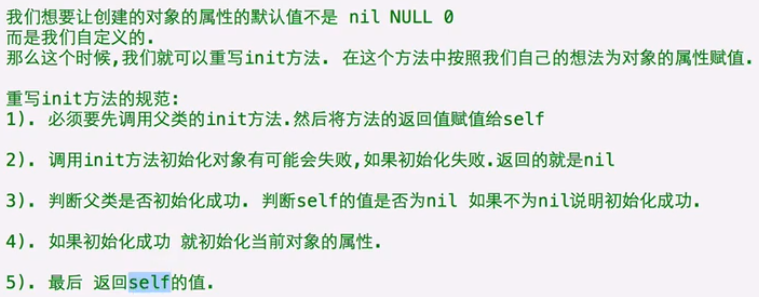 我们想要让创建的对象的属性的默认值不是 nil NULL 0
而是我们自定义的.
那么这个时候,我们就可以重写init方法. 在这个方法中按照我们自己的想法为对象的属性赋值.
重写init方法的规范:
1). 必须要先调用父类的init方法.然后将方法的返回值赋值给self
2). 调用init方法初始化对象有可能会失败,如果初始化失败.返回的就是nil
3). 判断父类是否初始化成功. 判断self的值是否为nil 如果不为nil说明初始化成功.
4). 如果初始化成功 就初始化当前对象的属性.
5). 最后 返回self的值.